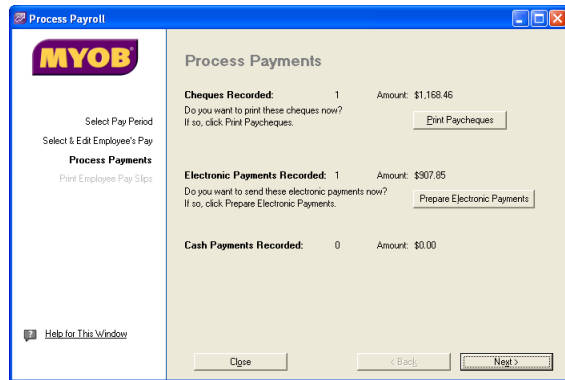 Process Payroll
MYOB
Select Pay Period
Select & Edit Employee's Pay
Process Payments
Print Employee Pay Slips
Help for This Window
Process Payments
Cheques Recorded: 1 Amount: $1,168.46
Do you want to print these cheques now?
If so, click Print Paycheques.
Print Paycheques
Electronic Payments Recorded: 1 Amount: $907.85
Do you want to send these electronic payments now?
If so, click Prepare Electronic Payments.
Prepare Electronic Payments
Cash Payments Recorded: 0 Amount: $0.00
Close
< Back
Next >